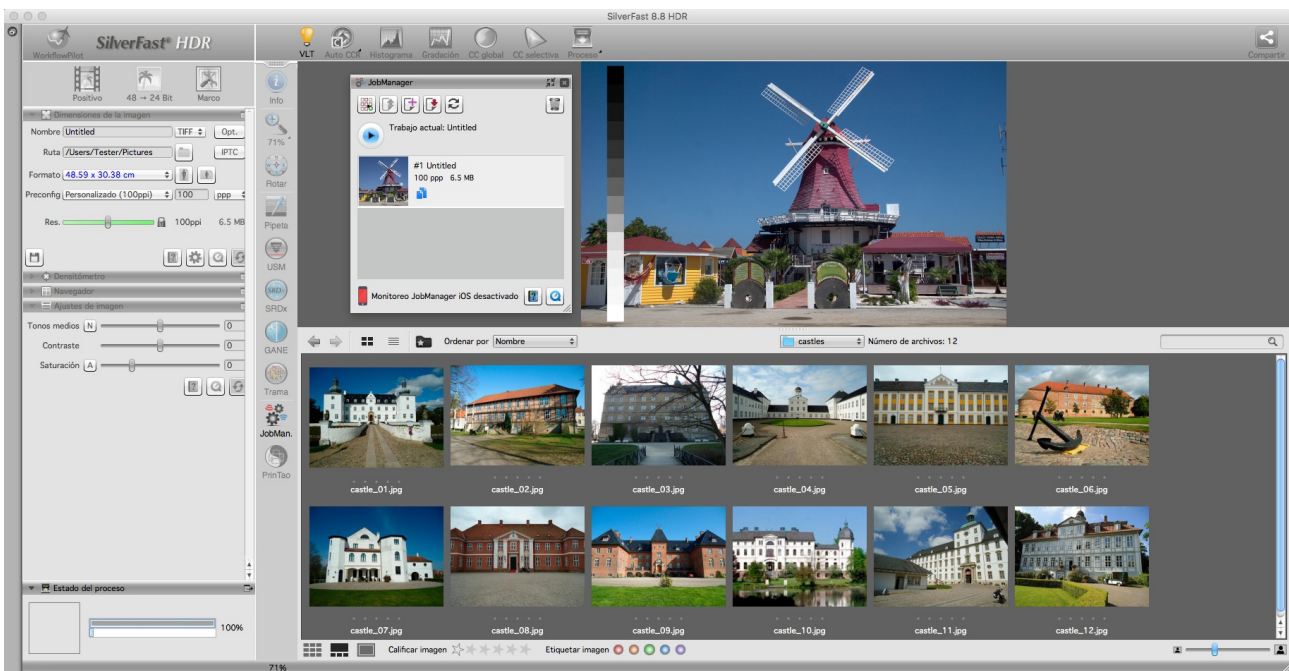 SilverFast 8.8 HDR
WorkflowPilot
SilverFast® HDR
VLT
Auto CCR
Histograma
Gradación
CC global
CC selectiva
Proceso
Compartir
Positivo
48 → 24 Bit
Marco
Dimensiones de la imagen
Nombre Untitled TIFF Opt.
Ruta /Users/Tester/Pictures IPTC
Formato 48.59 x 30.38 cm
Preconfig Personalizado (100ppi) 100 ppp
Res. 100ppi 6.5 MB
Densitómetro
Navegador
Ajustes de imagen
Tonos medios N 0
Contraste 0
Saturación A 0
Estado del proceso
100%
Info
71%
Rotar
Pipeta
USM
SRDx
SRDx
GANE
Trama
JobMan.
PrinTao
JobManager
Trabajo actual: Untitled
#1 Untitled
100 ppp 6.5 MB
Monitoreo JobManager iOS desactivado
Ordenar por Nombre
castles
Número de archivos: 12
castle_01.jpg
castle_02.jpg
castle_03.jpg
castle_04.jpg
castle_05.jpg
castle_06.jpg
castle_07.jpg
castle_08.jpg
castle_09.jpg
castle_10.jpg
castle_11.jpg
castle_12.jpg
Calificar imagen
Etiquetar imagen
71%